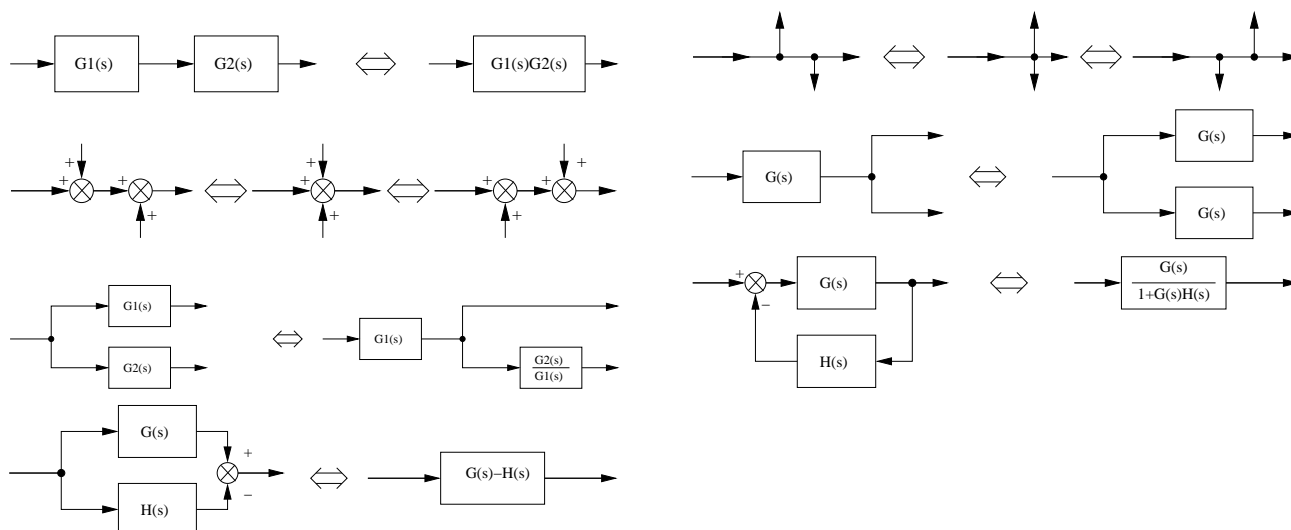 G1(s) G2(s) G1(s)G2(s)
+ + + + + + + + + + + +
G1(s)
G2(s)
G1(s)
G2(s)
G1(s)
G(s)
H(s)
+
−
G(s)−H(s)
G(s)
G(s)
G(s)
+
−
G(s)
H(s)
G(s)
1+G(s)H(s)